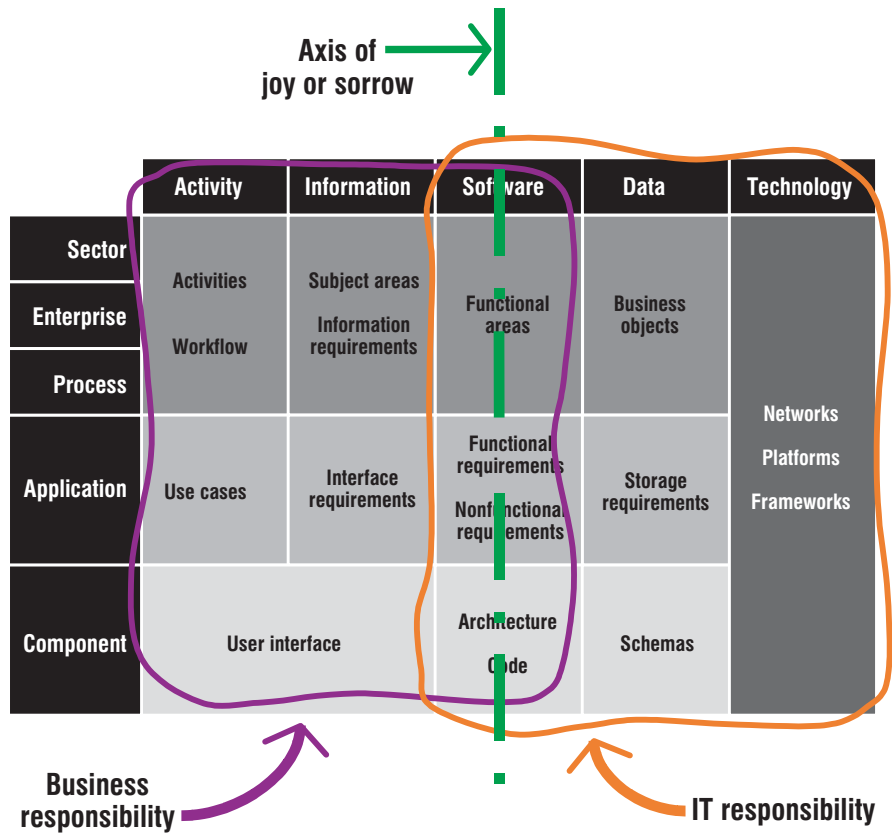 Axis of
joy or sorrow
Activity
Information
Software
Data
Technology
Sector
Enterprise
Process
Activities
Workflow
Subject areas
Information
requirements
Functional
areas
Business
objects
Networks
Platforms
Frameworks
Application
Use cases
Interface
requirements
Functional
requirements
Nonfunctional
requirements
Storage
requirements
Component
User interface
Architecture
Code
Schemas
Business
responsibility
IT responsibility